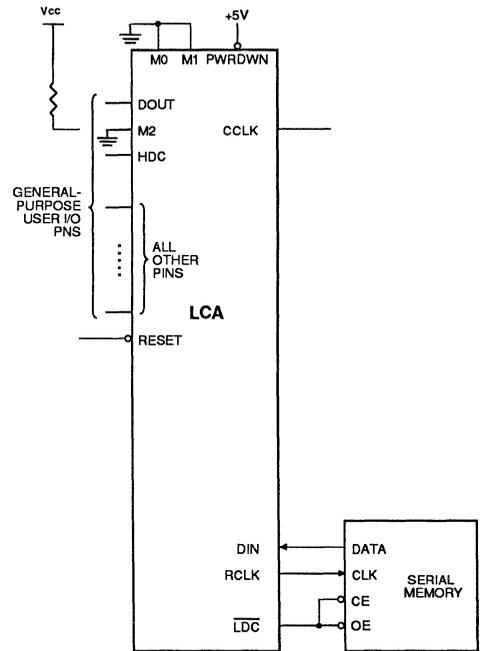 Vcc
+5V
M0 M1 PWRDWN
DOUT
M2
CCLK
HDC
GENERAL-
PURPOSE
USER I/O
PNS
ALL
OTHER
PINS
LCA
RESET
DIN
DATA
RCLK
CLK
SERIAL
MEMORY
CE
LDC
OE